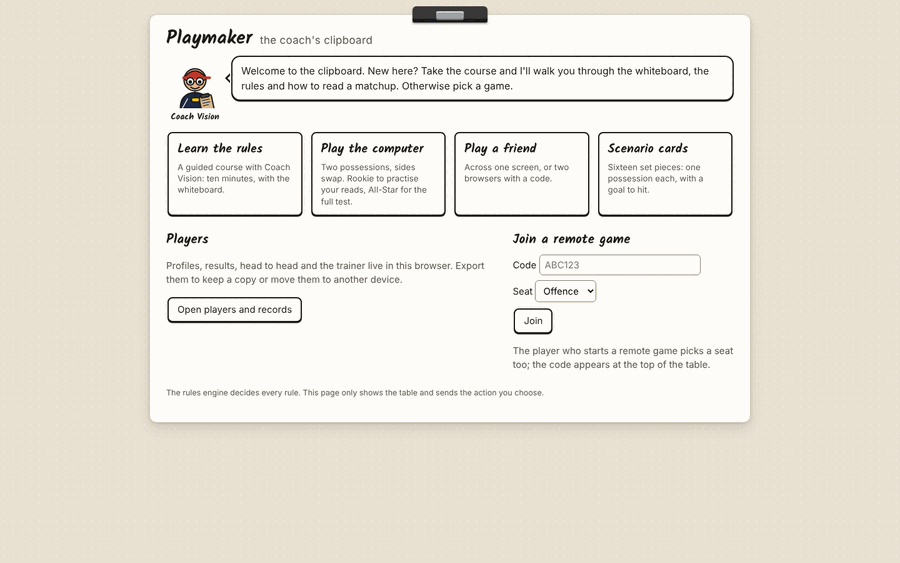 Playmaker the coach's clipboard
Welcome to the clipboard. New here? Take the course and I'll walk you through the whiteboard, the
rules and how to read a matchup. Otherwise pick a game.
Coach Vision
Learn the rules
A guided course with Coach
Vision: ten minutes, with the
whiteboard.
Play the computer
Two possessions, sides
swap. Rookie to practise
your reads, All-Star for the
full test.
Play a friend
Across one screen, or two
browsers with a code.
Scenario cards
Sixteen set pieces: one
possession each, with a
goal to hit.
Players
Profiles, results, head to head and the trainer live in this browser. Export
them to keep a copy or move them to another device.
Open players and records
Join a remote game
Code ABC123
Seat Offence
Join
The player who starts a remote game picks a seat
too; the code appears at the top of the table.
The rules engine decides every rule. This page only shows the table and sends the action you choose.